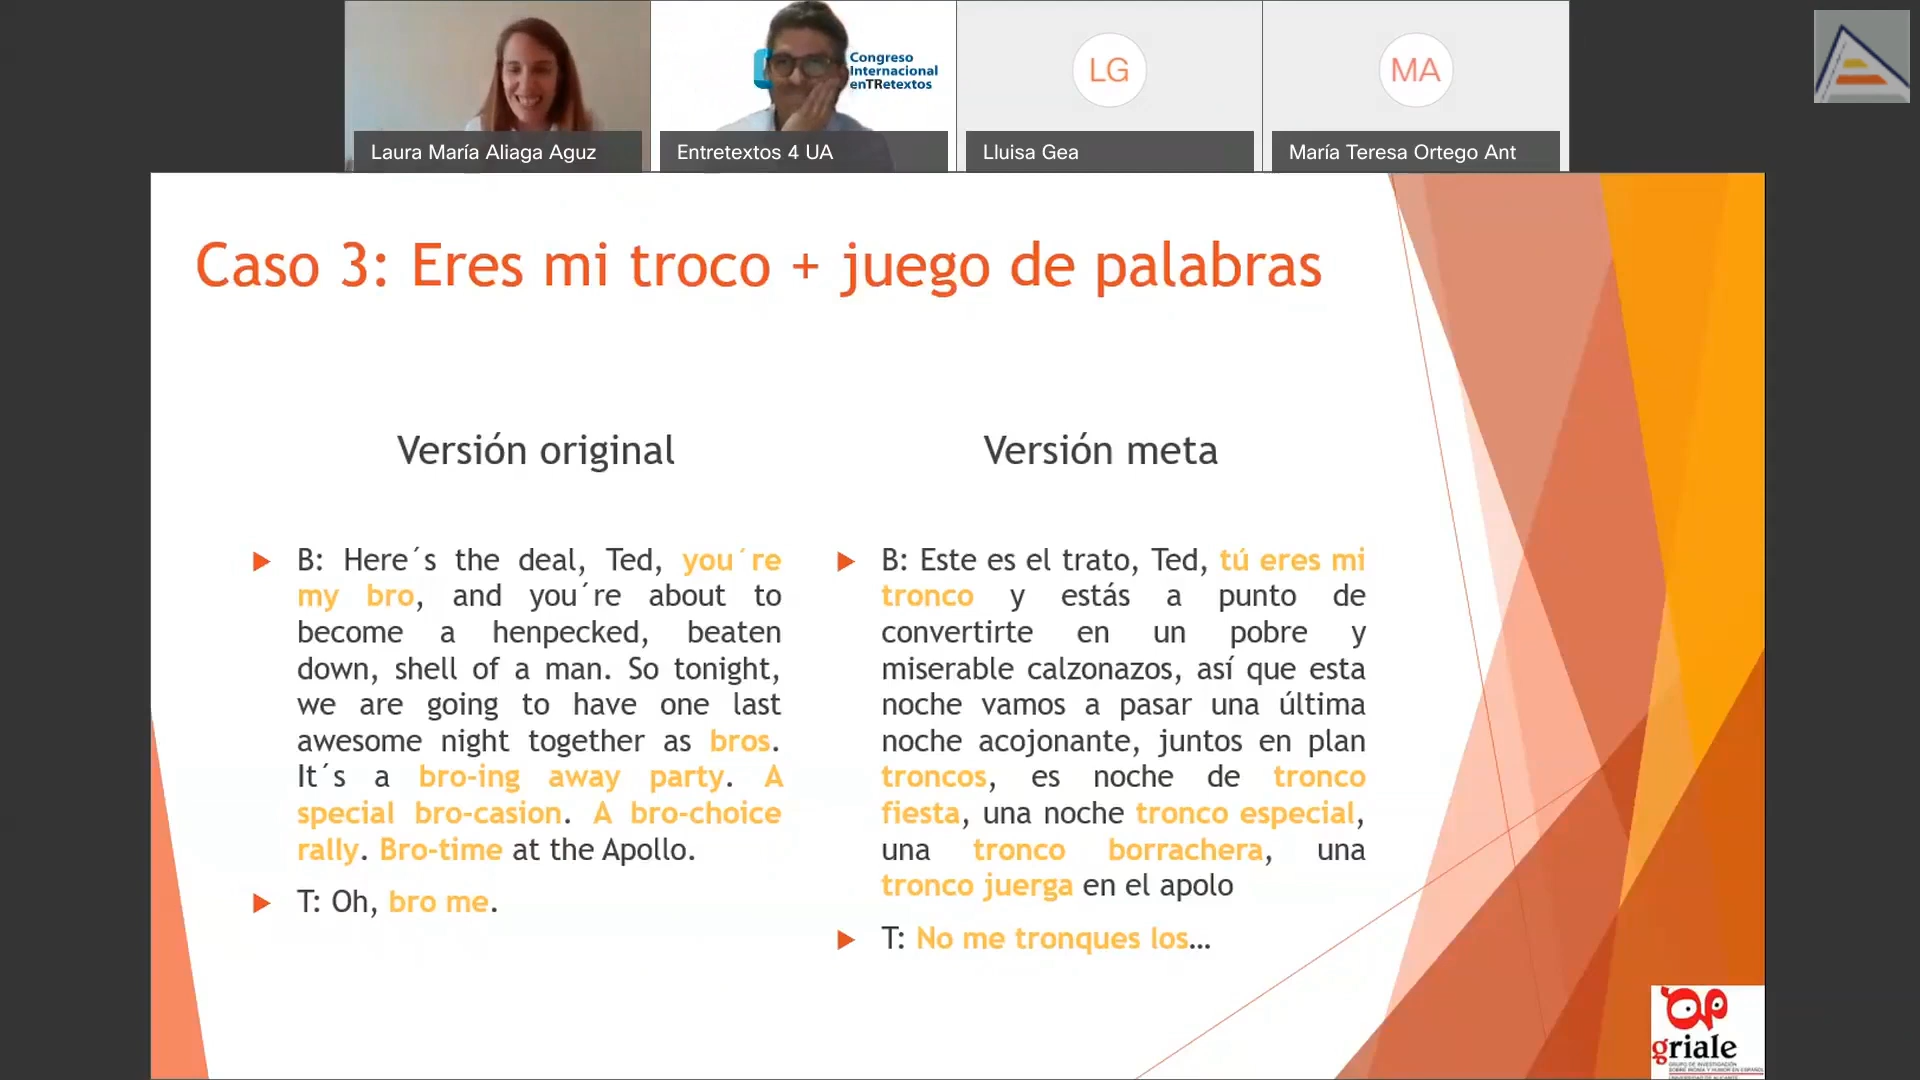 Congreso
Internacional
enTRetextos
LG
MA
Laura María Aliaga Aguz
Entretextos 4 UA
Lluisa Gea
María Teresa Ortego Ant
Caso 3: Eres mi troco + juego de palabras
Versión original
B: Here´s the deal, Ted, you´re
my bro, and you´re about to
become a henpecked, beaten
down, shell of a man. So tonight,
we are going to have one last
awesome night together as bros.
It´s a bro-ing away party. A
special bro-casion. A bro-choice
rally. Bro-time at the Apollo.
T: Oh, bro me.
Versión meta
B: Este es el trato, Ted, tú eres mi
tronco y estás a punto de
convertirte en un pobre y
miserable calzonazos, así que esta
noche vamos a pasar una última
noche acojonante, juntos en plan
troncos, es noche de tronco
fiesta, una noche tronco especial,
una tronco borrachera, una
tronco juerga en el apolo
T: No me tronques los…
griale
GRUPO DE INVESTIGACIÓN
SOBRE IRONÍA Y HUMOR EN ESPAÑOL
UNIVERSIDAD DE ALICANTE